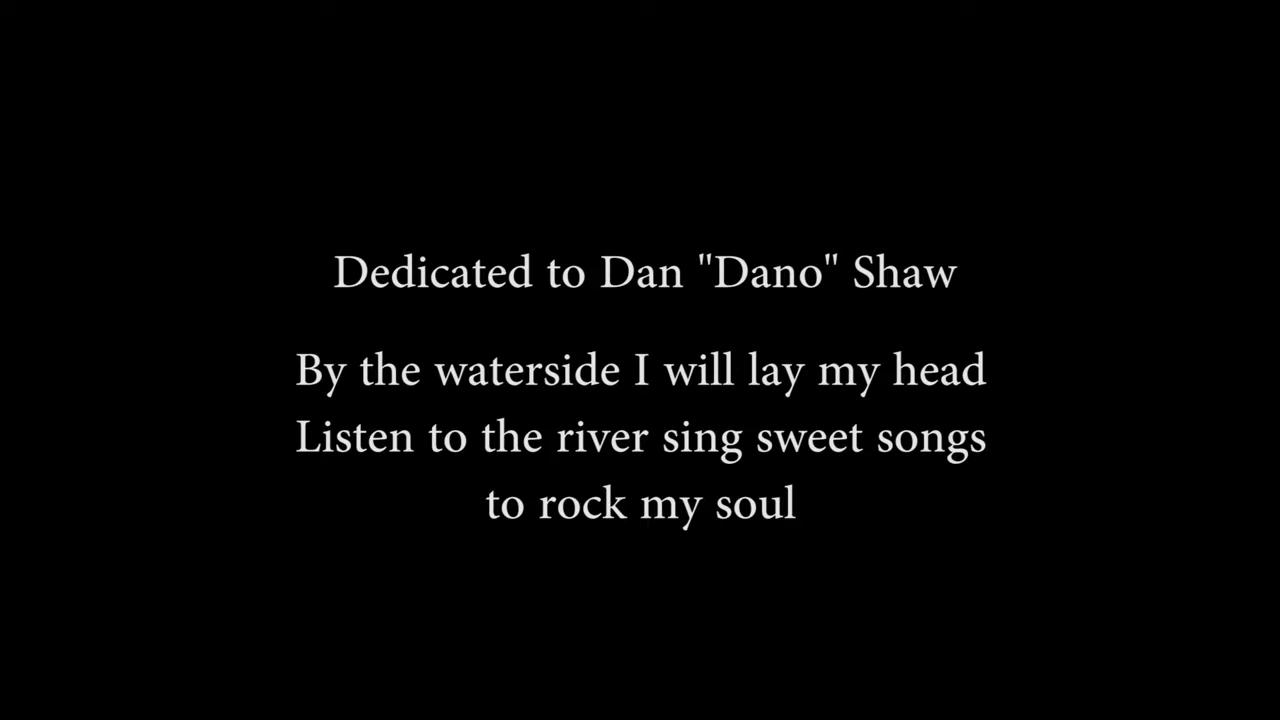 Dedicated to Dan "Dano" Shaw
By the waterside I will lay my head
Listen to the river sing sweet songs
to rock my soul